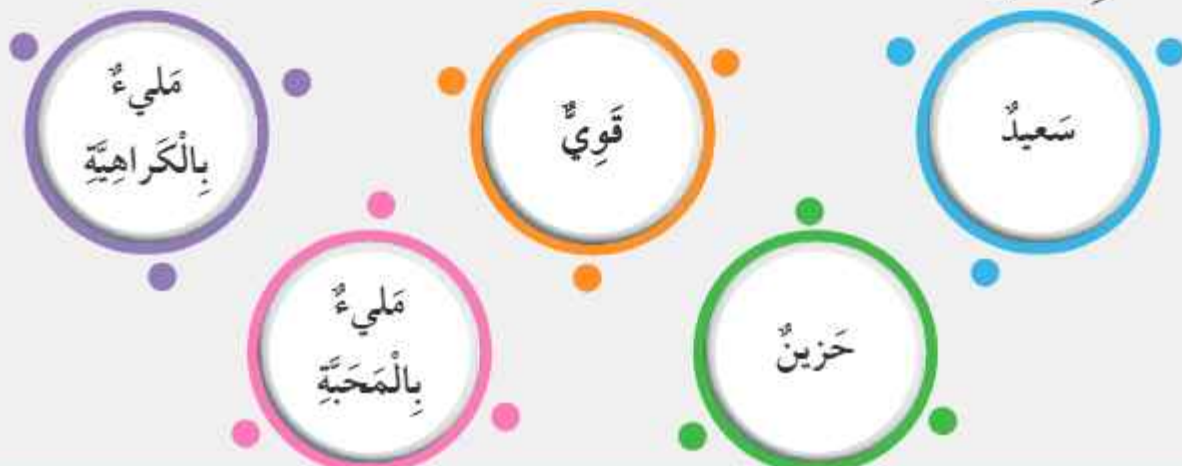 سَعيدٌ
قَوِيٌّ
مَليءٌ
بِالْكَراهِيَّةِ
حَزينٌ
مَليءٌ
بِالْمَحَبَّةِ